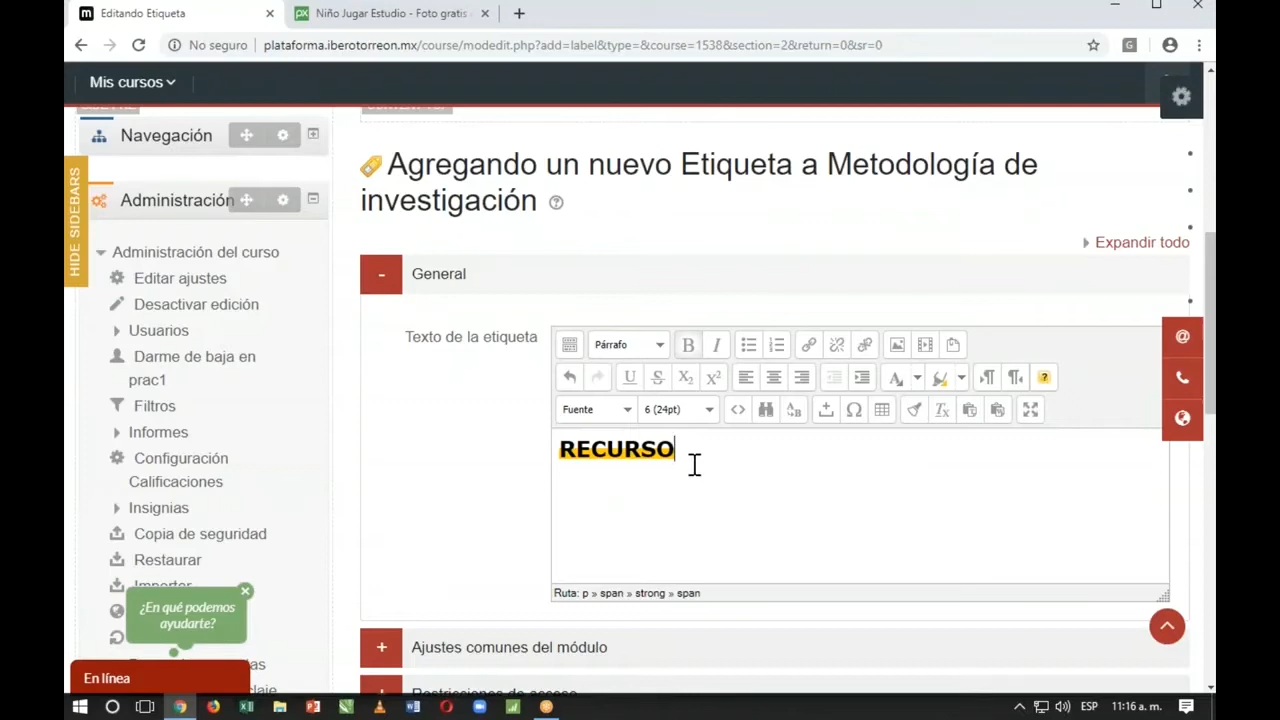 Editando Etiqueta
Niño Jugar Estudio - Foto gratis
No seguro
plataforma.iberotorreon.mx/course/modedit.php?add=label&type=&course=1538&section=2&return=0&sr=0
Mis cursos
HIDE SIDEBARS
Navegación
Administración
Administración del curso
Editar ajustes
Desactivar edición
Usuarios
Darme de baja en
prac1
Filtros
Informes
Configuración
Calificaciones
Insignias
Copia de seguridad
Restaurar
Importar
¿En qué podemos
ayudarte?
En línea
Agregando un nuevo Etiqueta a Metodología de
investigación
Expandir todo
General
Texto de la etiqueta
Párrafo
Fuente
6 (24pt)
RECURSO
Ruta: p » span » strong » span
Ajustes comunes del módulo
Restricciones de acceso
ESP
11:16 a. m.